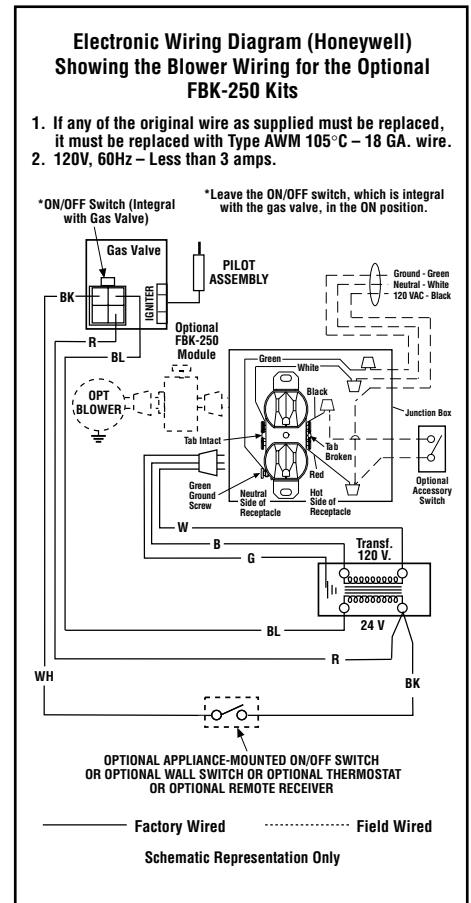 Electronic Wiring Diagram (Honeywell)
Showing the Blower Wiring for the Optional
FBK-250 Kits
1. If any of the original wire as supplied must be replaced,
it must be replaced with Type AWM 105°C – 18 GA. wire.
2. 120V, 60Hz – Less than 3 amps.
*ON/OFF Switch (Integral
with Gas Valve)
*Leave the ON/OFF switch, which is integral
with the gas valve, in the ON position.
Gas Valve
IGNITER
PILOT
ASSEMBLY
Ground - Green
Neutral - White
120 VAC - Black
BK
R
BL
Optional
FBK-250
Module
OPT
BLOWER
Green
White
Black
Junction Box
Tab Intact
Tab
Broken
Red
Green
Ground
Screw
Neutral
Side of
Receptacle
Hot
Side of
Receptacle
Optional
Accessory
Switch
W
B
G
Transf.
120 V.
24 V
BL
R
WH
BK
OPTIONAL APPLIANCE-MOUNTED ON/OFF SWITCH
OR OPTIONAL WALL SWITCH OR OPTIONAL THERMOSTAT
OR OPTIONAL REMOTE RECEIVER
Factory Wired
Field Wired
Schematic Representation Only